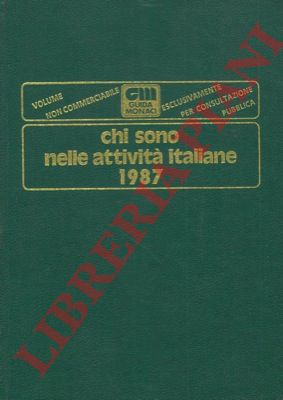 VOLUME
NON COMMERCIABILE
GM
GUIDA
MONACI
ESCLUSIVAMENTE
PER CONSULTAZIONE
PUBBLICA
chi sono
nelle attività italiane
1987
LIBRERIA PIANI